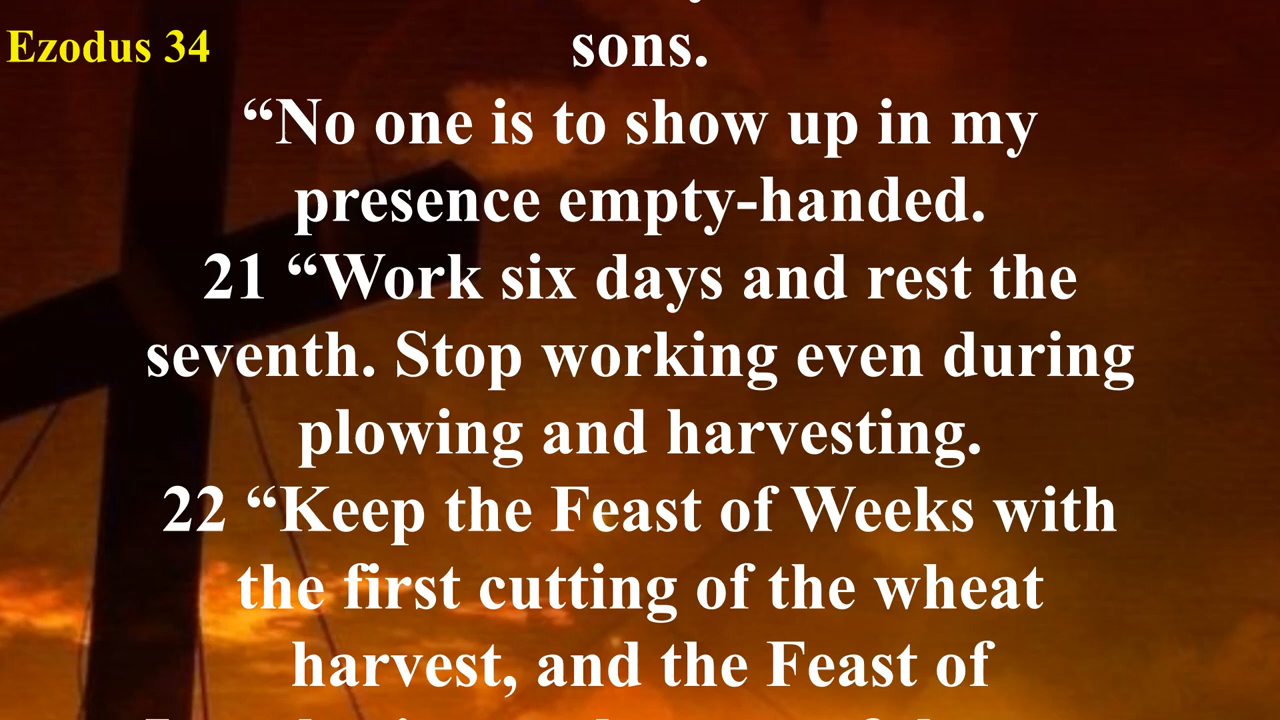 Ezodus 34
sons.
“No one is to show up in my
presence empty-handed.
21 “Work six days and rest the
seventh. Stop working even during
plowing and harvesting.
22 “Keep the Feast of Weeks with
the first cutting of the wheat
harvest, and the Feast of